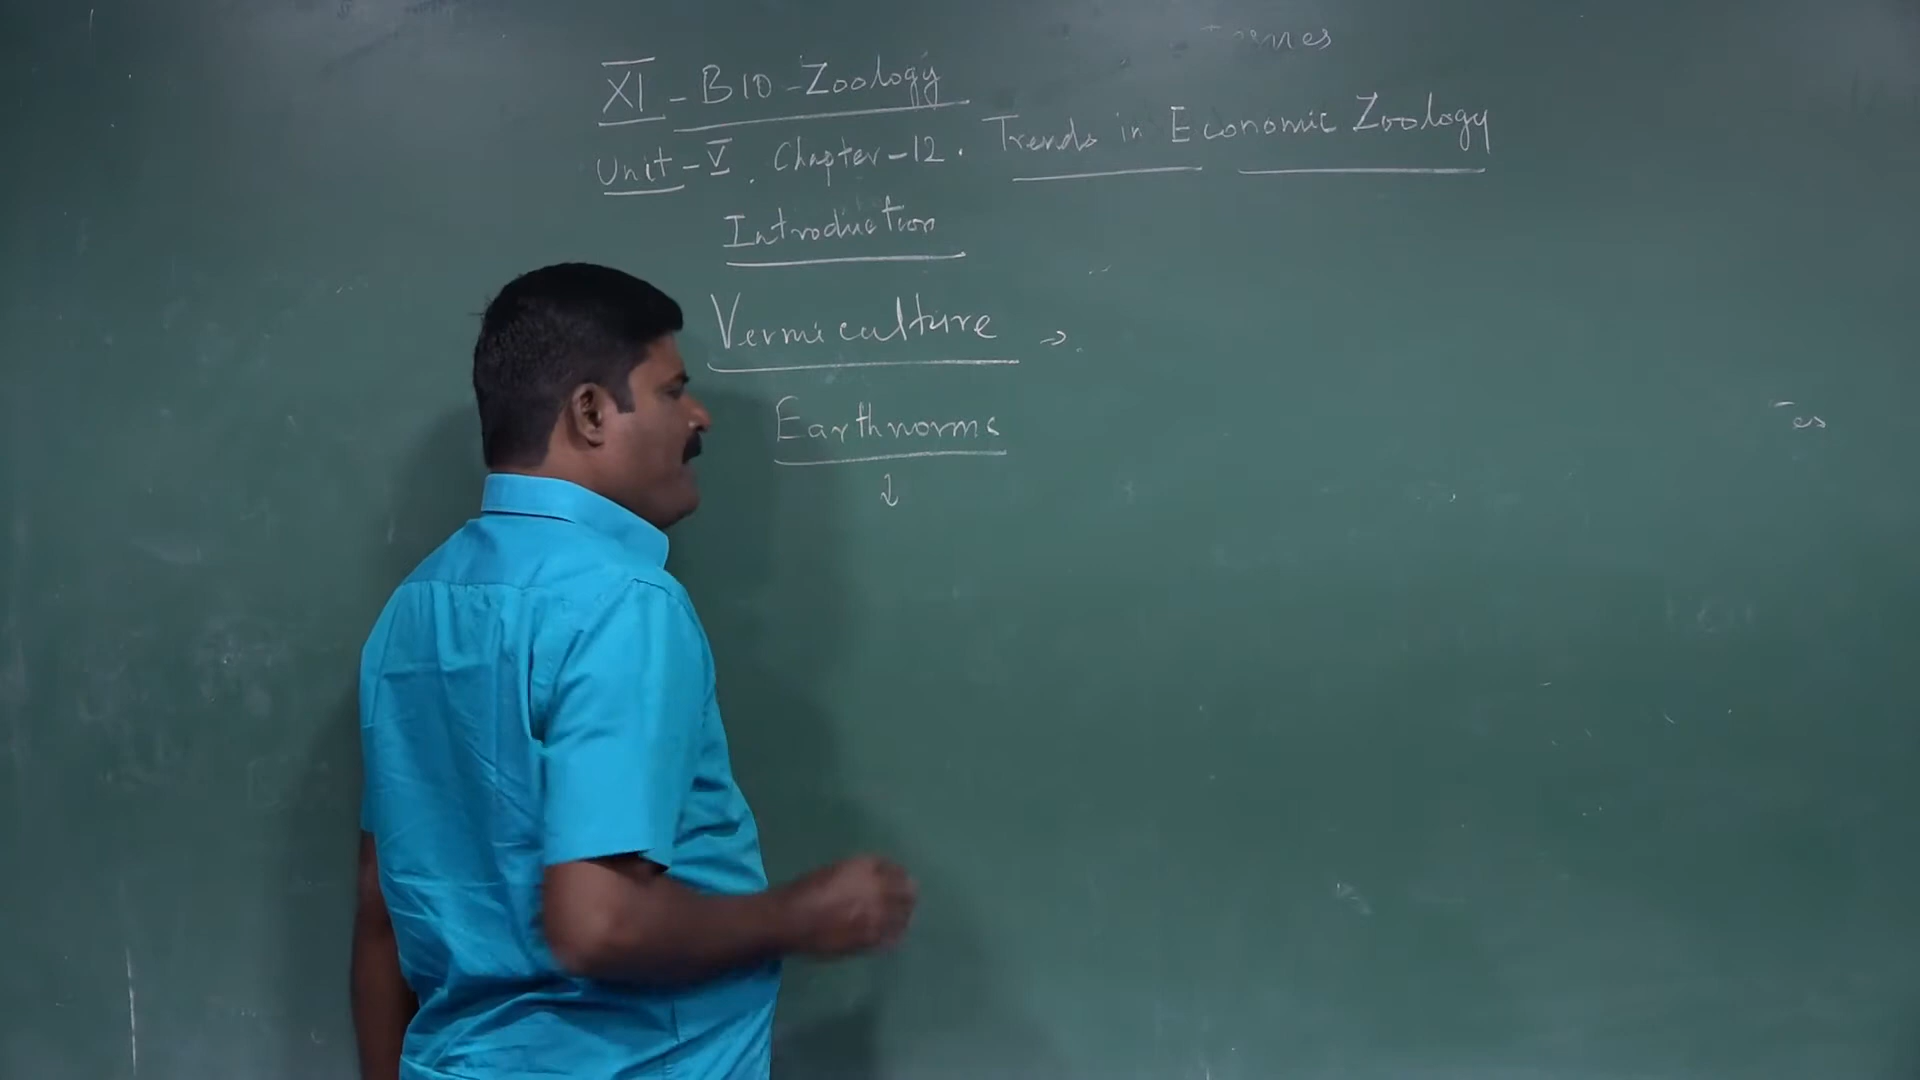 XI - BIO - Zoology
Unit - V. Chapter - 12. Trends in Economic Zoology
Introduction
Vermiculture →
Earthworms
↓